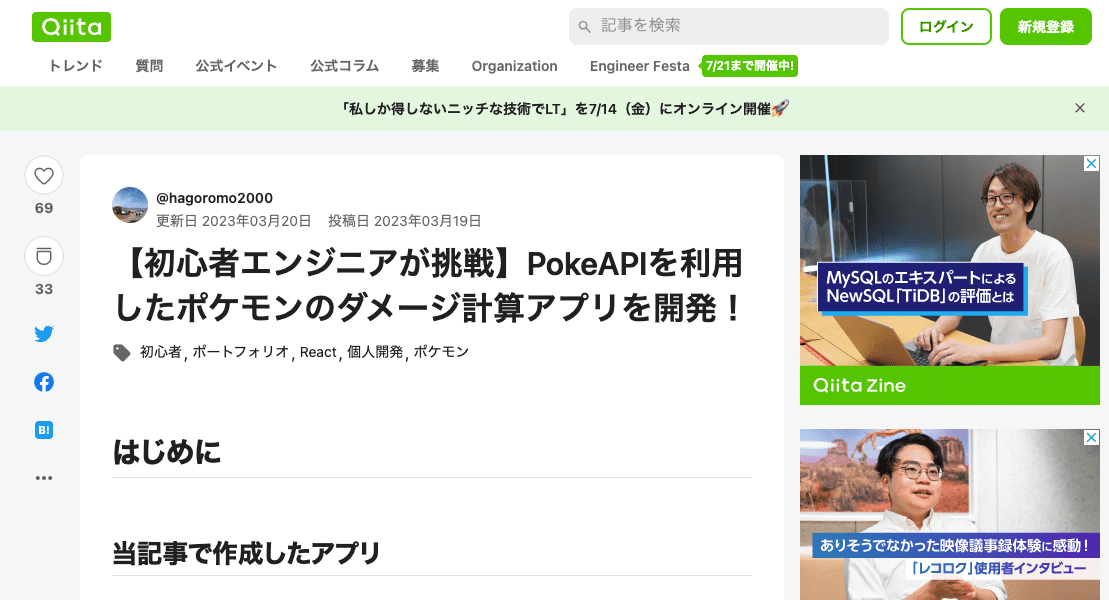 Qiita
記事を検索
ログイン
新規登録
トレンド
質問
公式イベント
公式コラム
募集
Organization
Engineer Festa
7/21まで開催中!
「私しか得しないニッチな技術でLT」を7/14（金）にオンライン開催🚀
69
33
B!
@hagoromo2000
更新日 2023年03月20日 投稿日 2023年03月19日
【初心者エンジニアが挑戦】PokeAPIを利用
したポケモンのダメージ計算アプリを開発！
初心者, ポートフォリオ, React, 個人開発, ポケモン
はじめに
当記事で作成したアプリ
MySQLのエキスパートによる
NewSQL「TiDB」の評価とは
Qiita Zine
ありそうでなかった映像議事録体験に感動！
「レコロク」使用者インタビュー